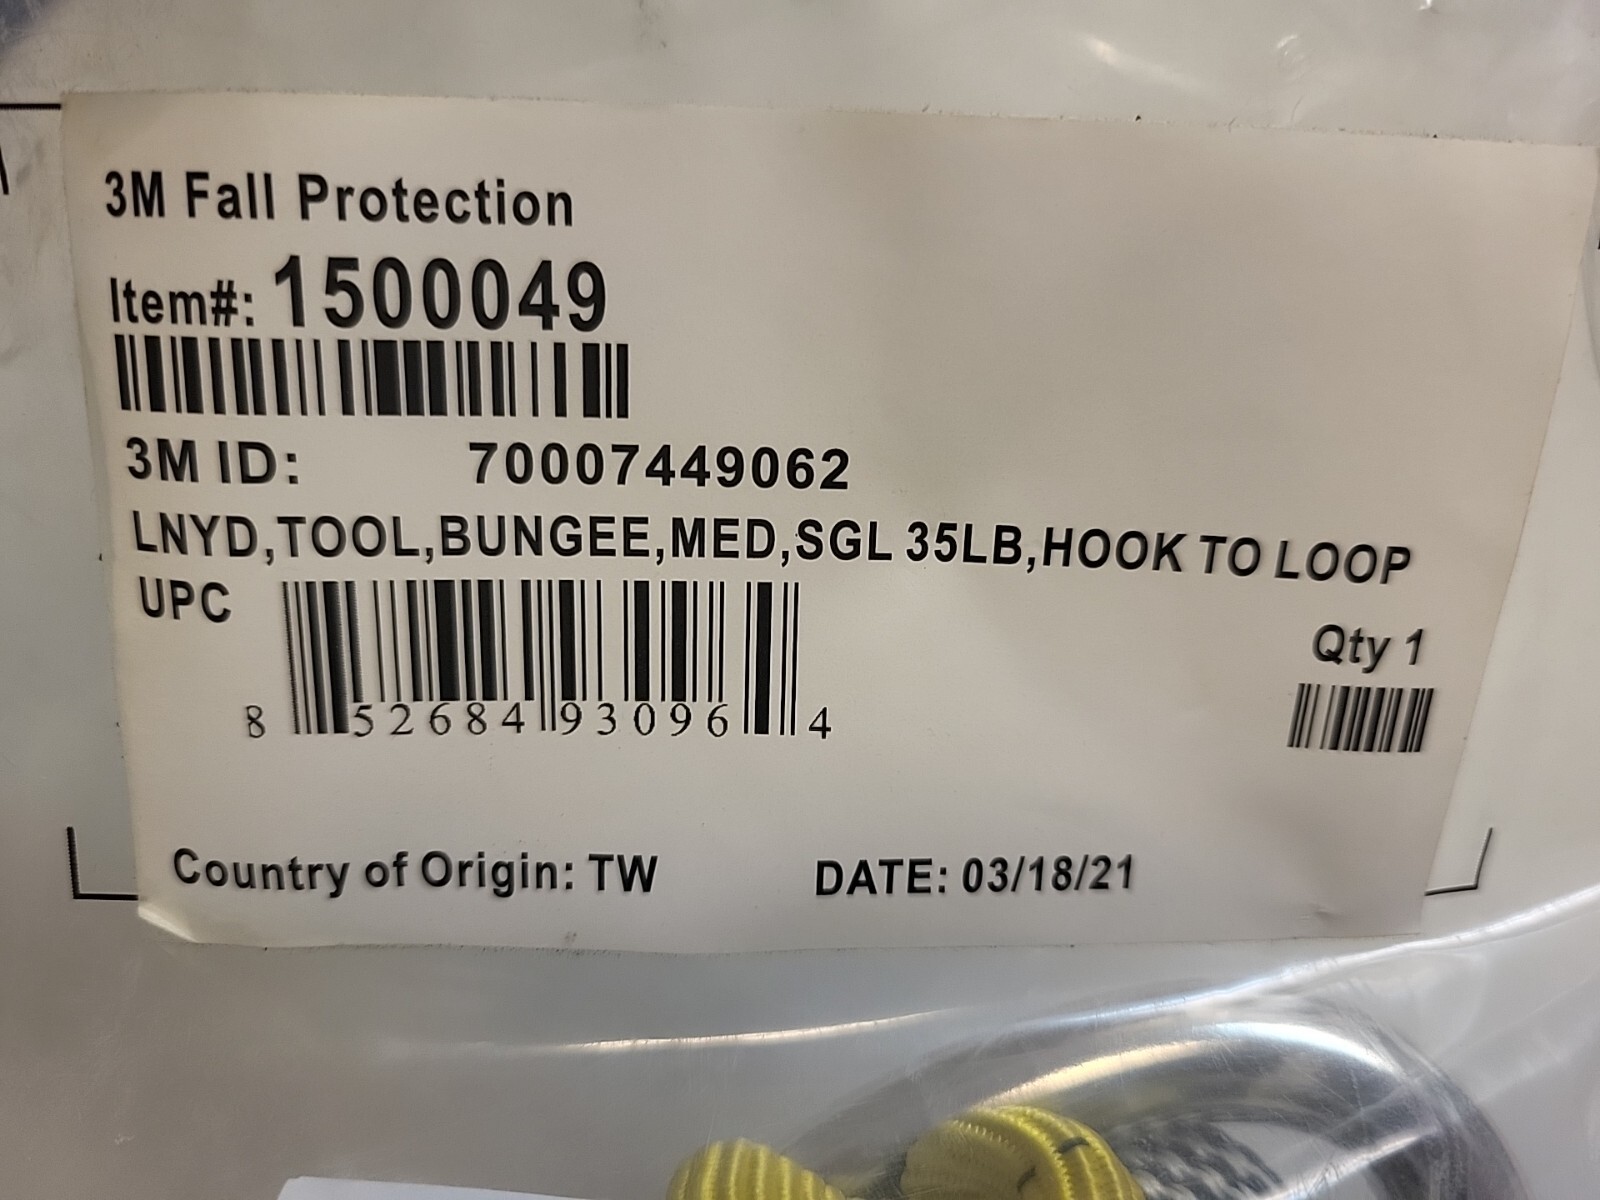 3M Fall Protection
Item#: 1500049
3M ID: 70007449062
LNYD,TOOL,BUNGEE,MED,SGL 35LB,HOOK TO LOOP
UPC
8 52684 93096 4
Qty 1
Country of Origin: TW DATE: 03/18/21